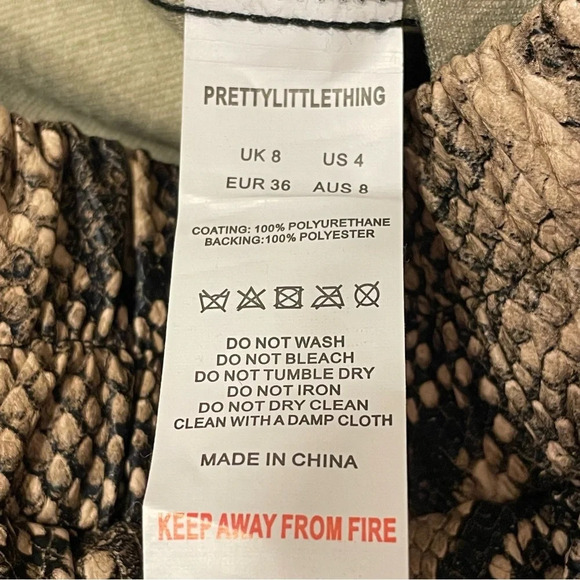 PRETTYLITTLETHING
UK 8 US 4
EUR 36 AUS 8
COATING: 100% POLYURETHANE
BACKING:100% POLYESTER
DO NOT WASH
DO NOT BLEACH
DO NOT TUMBLE DRY
DO NOT IRON
DO NOT DRY CLEAN
CLEAN WITH A DAMP CLOTH
MADE IN CHINA
KEEP AWAY FROM FIRE